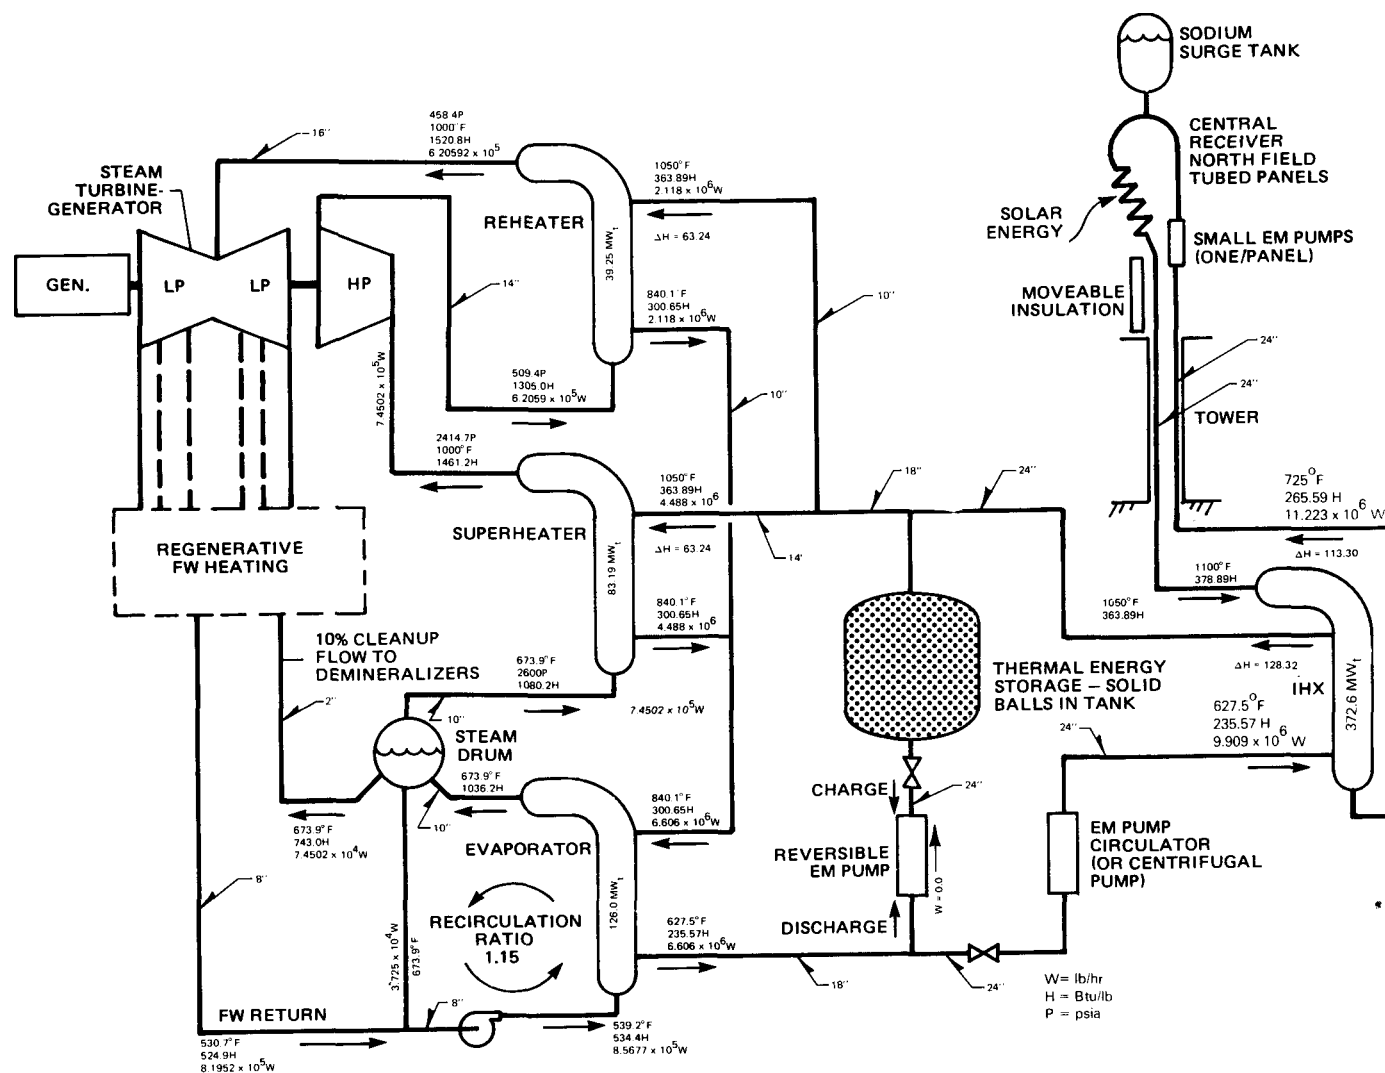 SODIUM
SURGE TANK
CENTRAL
RECEIVER
NORTH FIELD
TUBED PANELS
SOLAR
ENERGY
SMALL EM PUMPS
(ONE/PANEL)
MOVEABLE
INSULATION
24"
24"
TOWER
725°F
265.59 H
11.223 x 10⁶ W
ΔH = 113.30
1100°F
378.89H
1050°F
363.89H
ΔH = 128.32
IHX
372.6 MWt
627.5°F
235.57 H
9.909 x 10⁶ W
24"
458.4P
1000°F
1520.8H
6.20592 x 10⁵
16"
STEAM
TURBINE-
GENERATOR
GEN.
LP
LP
HP
REHEATER
39.25 MWt
1050°F
363.89H
2.118 x 10⁶W
ΔH = 63.24
840.1°F
300.65H
2.118 x 10⁶W
14"
10"
10"
7.4502 x 10⁵W
509.4P
1305.0H
6.2059 x 10⁵W
2414.7P
1000°F
1461.2H
SUPERHEATER
83.19 MWt
1050°F
363.89H
4.488 x 10⁶
ΔH = 63.24
14'
18"
24"
840.1°F
300.65H
4.488 x 10⁶
REGENERATIVE
FW HEATING
10% CLEANUP
FLOW TO
DEMINERALIZERS
2"
673.9°F
2600P
1080.2H
7.4502 x 10⁵W
10"
STEAM
DRUM
673.9°F
1036.2H
10"
673.9°F
743.0H
7.4502 x 10⁴W
THERMAL ENERGY
STORAGE – SOLID
BALLS IN TANK
CHARGE
24"
REVERSIBLE
EM PUMP
W = 0.0
DISCHARGE
EM PUMP
CIRCULATOR
(OR CENTRIFUGAL
PUMP)
EVAPORATOR
126.0 MWt
840.1°F
300.65H
6.606 x 10⁶W
8"
RECIRCULATION
RATIO
1.15
3.725 x 10⁴W
673.9°F
627.5°F
235.57H
6.606 x 10⁶W
18"
24"
8"
FW RETURN
530.7°F
524.9H
8.1952 x 10⁵W
539.2°F
534.4H
8.5677 x 10⁵W
W= lb/hr
H = Btu/lb
P = psia